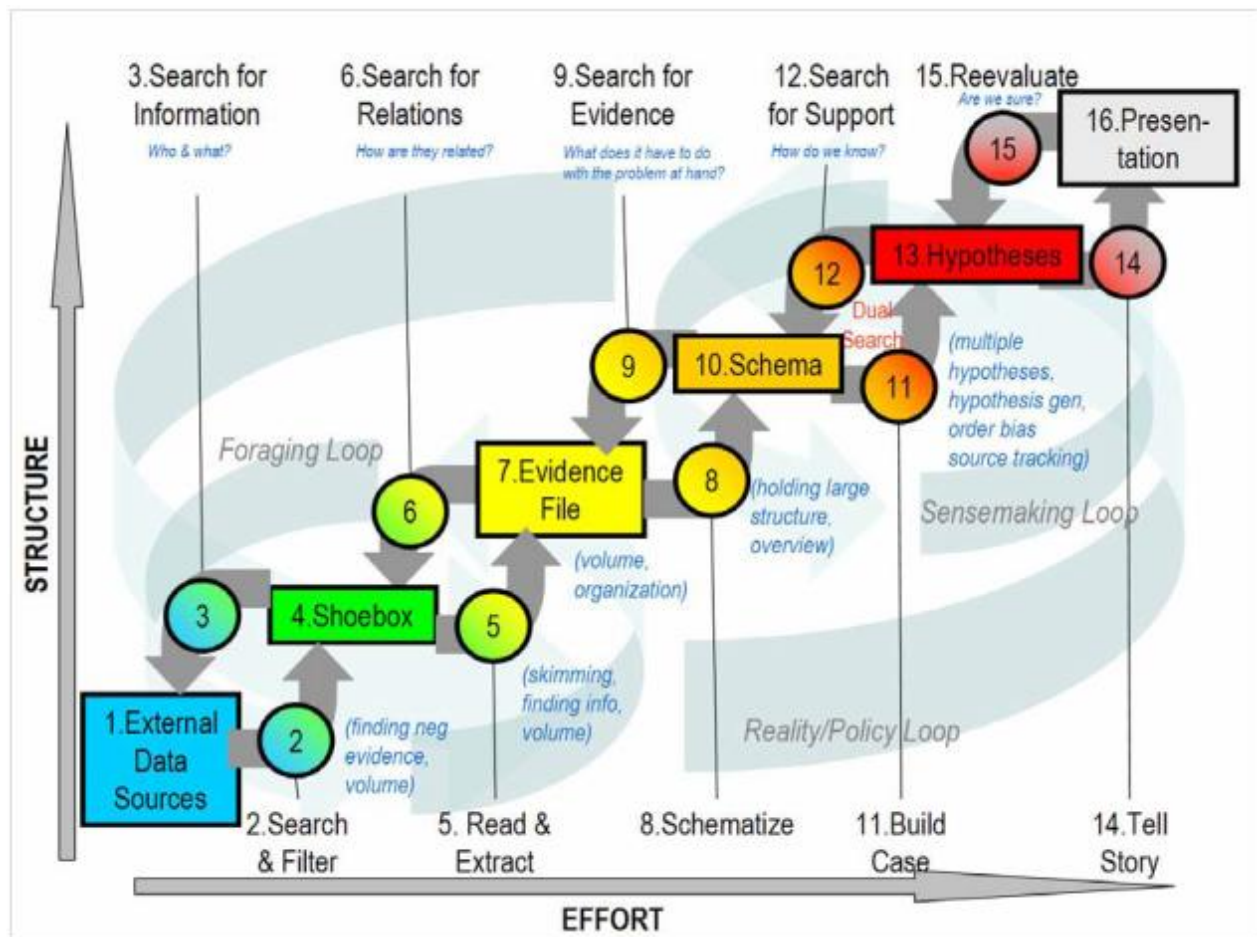 3.Search for
Information
Who & what?
6.Search for
Relations
How are they related?
9.Search for
Evidence
What does it have to do
with the problem at hand?
12.Search
for Support
How do we know?
15.Reevaluate
Are we sure?
16.Presen-
tation
15
13.Hypotheses
14
12
Dual
Search
11
(multiple
hypotheses,
hypothesis gen,
order bias
source tracking)
10.Schema
9
8
(holding large
structure,
overview)
Sensemaking Loop
Foraging Loop
7.Evidence
File
6
(volume,
organization)
STRUCTURE
3
4.Shoebox
5
(skimming,
finding info,
volume)
1.External
Data
Sources
2
(finding neg
evidence,
volume)
Reality/Policy Loop
2.Search
& Filter
5. Read &
Extract
8.Schematize
11.Build
Case
14.Tell
Story
EFFORT